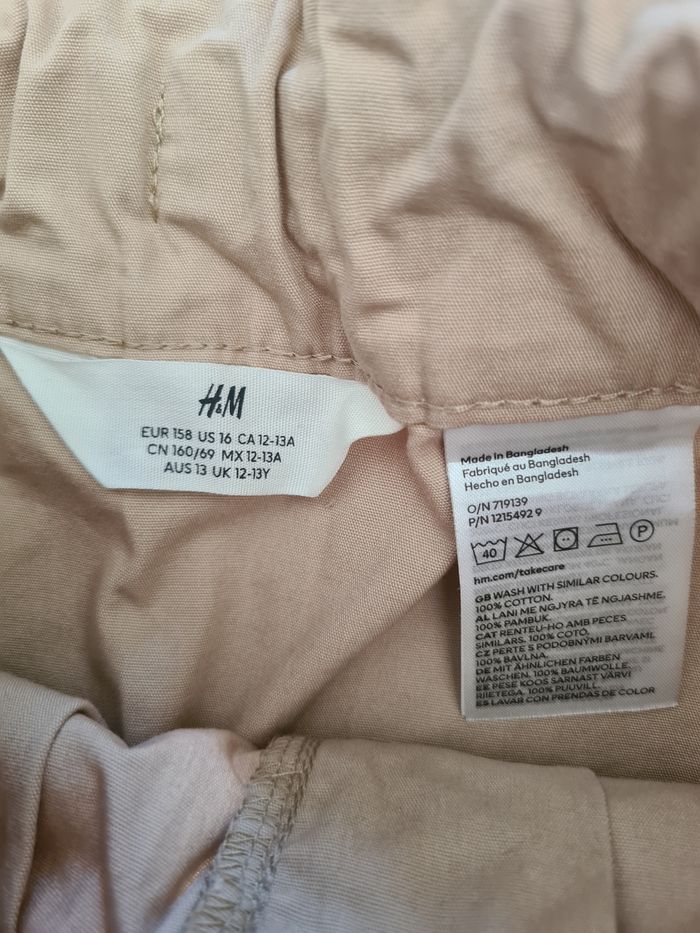 H&M
EUR 158 US 16 CA 12-13A
CN 160/69 MX 12-13A
AUS 13 UK 12-13Y
Made in Bangladesh
Fabriqué au Bangladesh
Hecho en Bangladesh
O/N 719139
P/N 1215492 9
40 P
hm.com/takecare
GB WASH WITH SIMILAR COLOURS.
100% COTTON.
AL LANI ME NGJYRA TË NGJASHME.
100% PAMBUK.
CAT RENTEU-HO AMB PECES
SIMILARS. 100% COTÓ.
CZ PERTE S PODOBNÝMI BARVAMI.
100% BAVLNA.
DE MIT ÄHNLICHEN FARBEN
WASCHEN. 100% BAUMWOLLE.
EE PESE KOOS SARNAST VÄRVI
RIIETEGA. 100% PUUVILL.
ES LAVAR CON PRENDAS DE COLOR